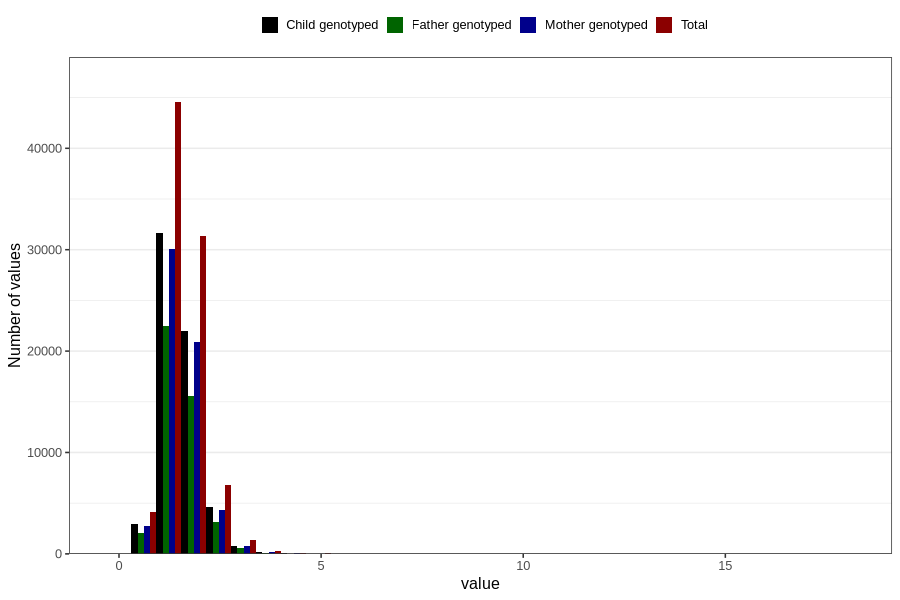 Child genotyped Father genotyped Mother genotyped Total
Number of values
40000
30000
20000
10000
0
0 5 10 15
value